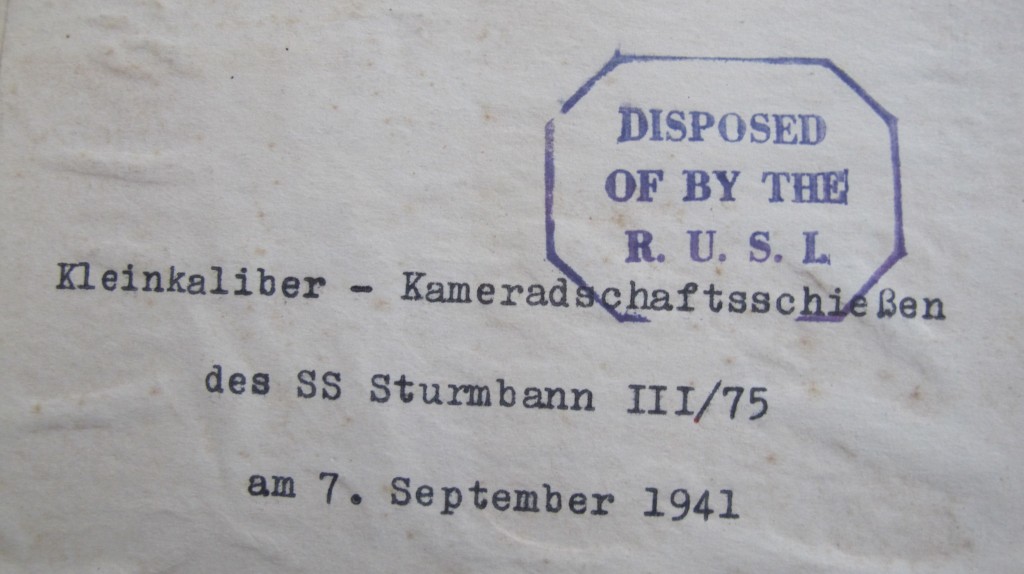 DISPOSED
OF BY THE
R. U. S. I.
Kleinkaliber - Kameradschaftsschießen
des SS Sturmbann III/75
am 7. September 1941